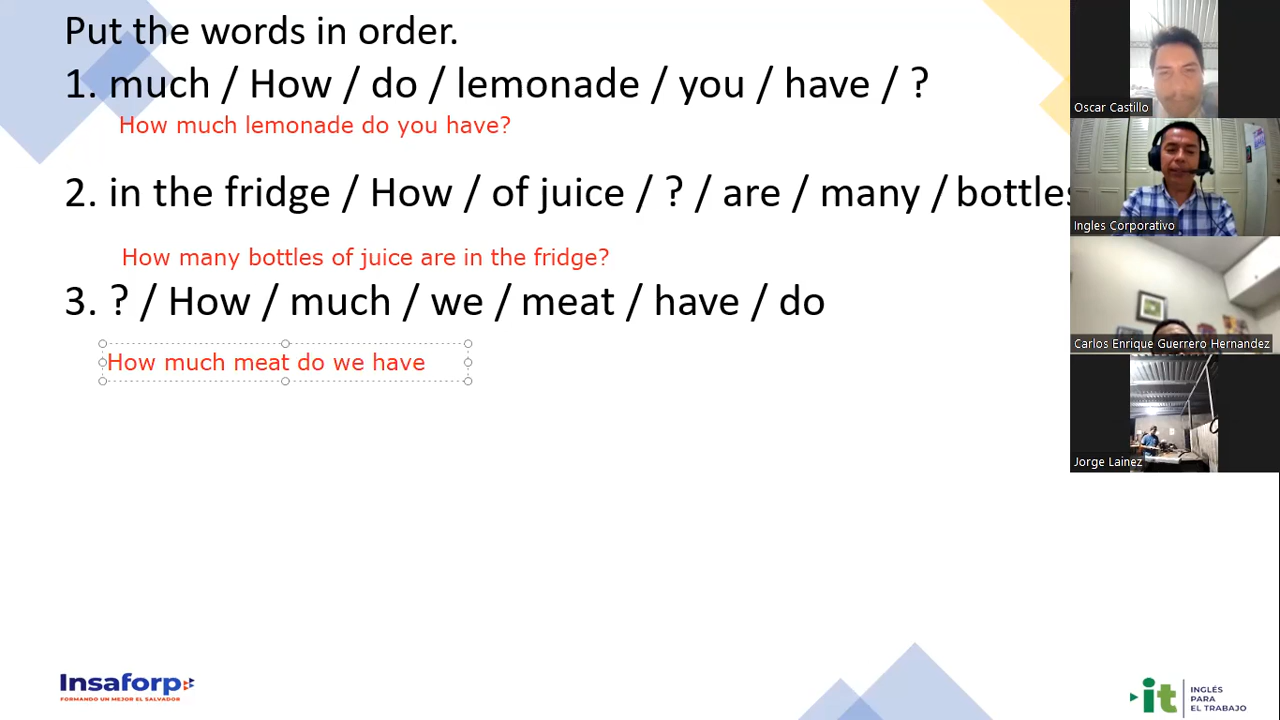 Put the words in order.
1. much / How / do / lemonade / you / have / ?
How much lemonade do you have?
2. in the fridge / How / of juice / ? / are / many / bottles
How many bottles of juice are in the fridge?
3. ? / How / much / we / meat / have / do
How much meat do we have
Oscar Castillo
Ingles Corporativo
Carlos Enrique Guerrero Hernandez
Jorge Lainez
Insaforp
FORMANDO UN MEJOR EL SALVADOR
it
INGLÉS
PARA
EL TRABAJO